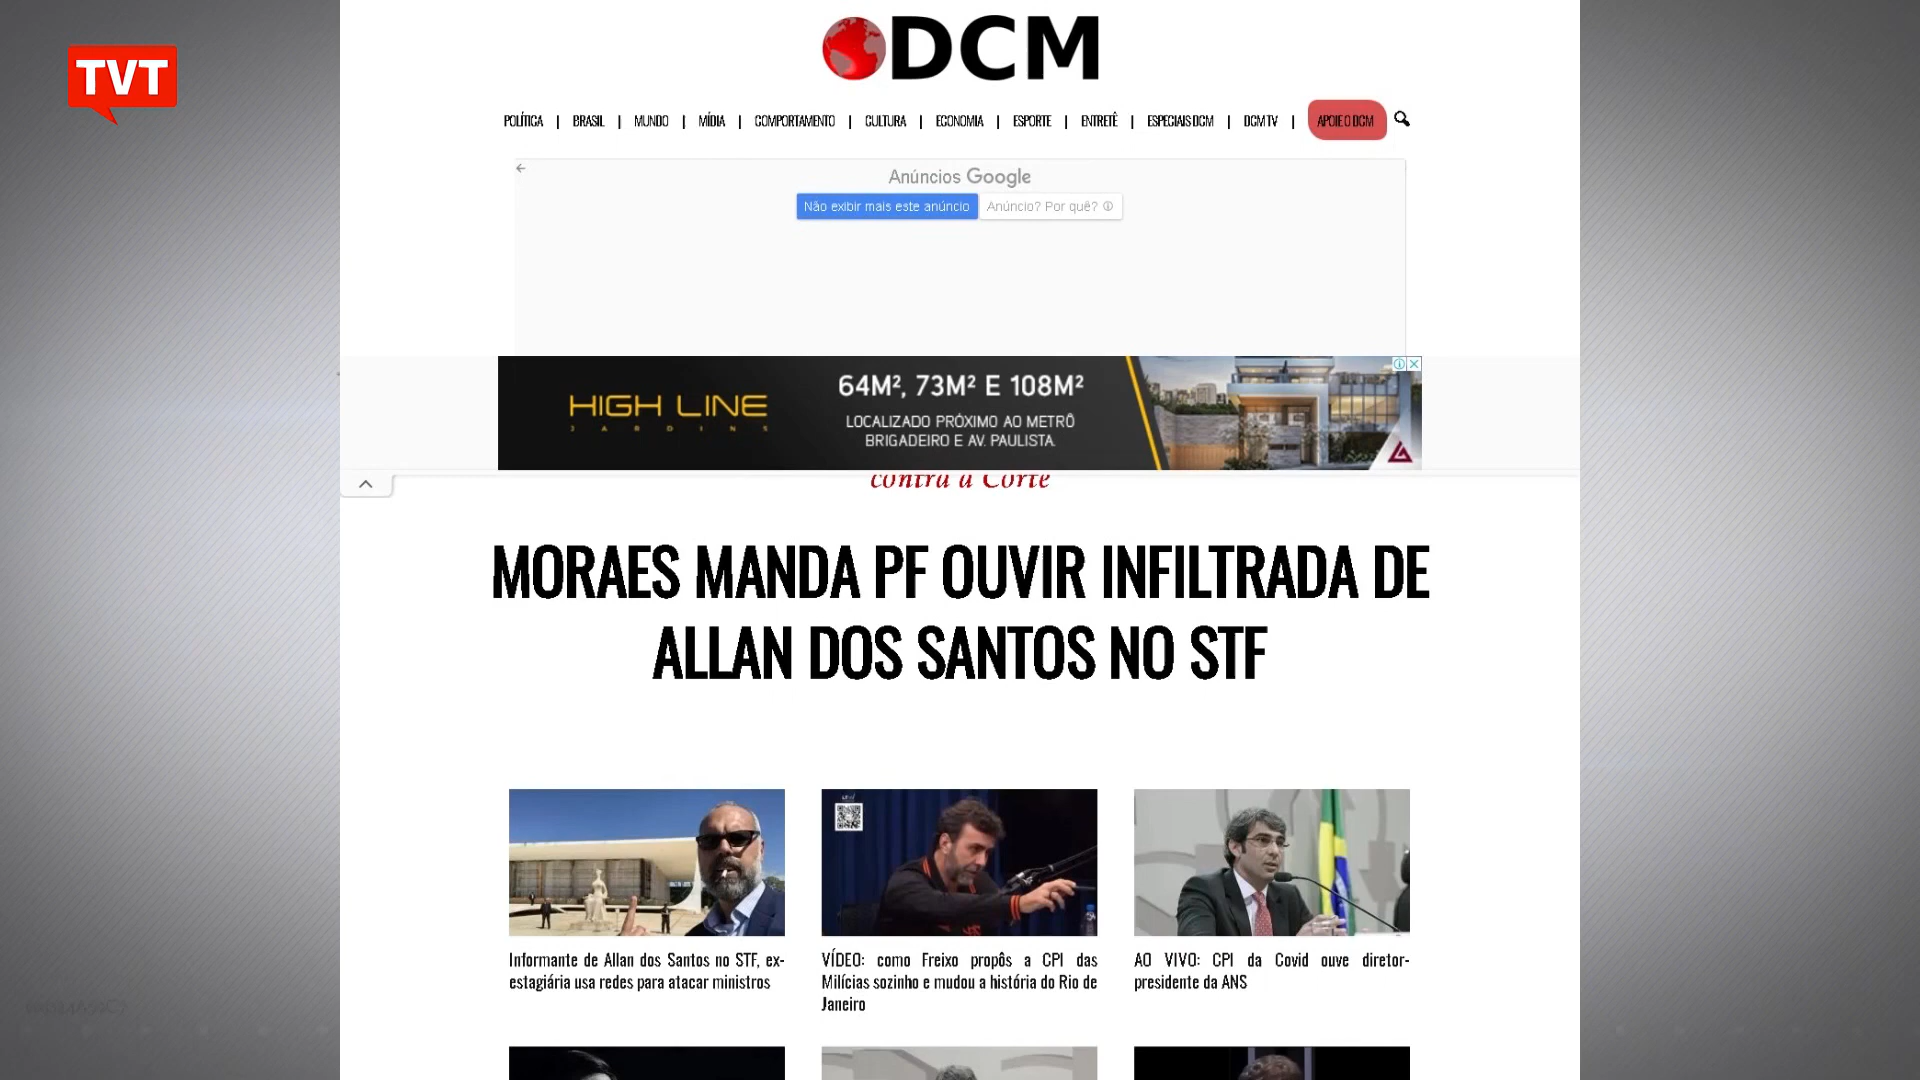 TVT
DCM
POLÍTICA | BRASIL | MUNDO | MÍDIA | COMPORTAMENTO | CULTURA | ECONOMIA | ESPORTE | ENTRETÊ | ESPECIAIS DCM | DCM TV | APOIE O DCM
Anúncios Google
Não exibir mais este anúncio
Anúncio? Por quê?
HIGH LINE
JARDINS
64M², 73M² E 108M²
LOCALIZADO PRÓXIMO AO METRÔ
BRIGADEIRO E AV. PAULISTA.
contra a Corte
MORAES MANDA PF OUVIR INFILTRADA DE
ALLAN DOS SANTOS NO STF
Informante de Allan dos Santos no STF, ex-
estagiária usa redes para atacar ministros
VÍDEO: como Freixo propôs a CPI das
Milícias sozinho e mudou a história do Rio de
Janeiro
AO VIVO: CPI da Covid ouve diretor-
presidente da ANS